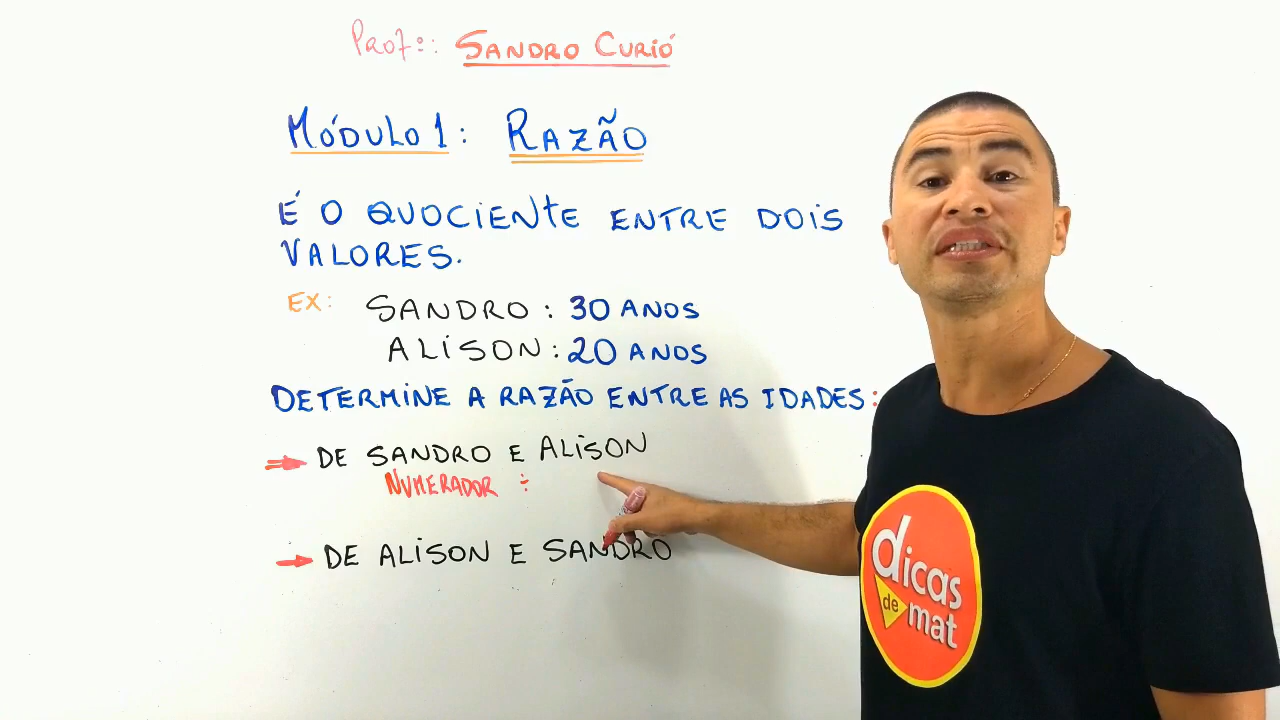 Prof:: SANDRO CURIÓ
MÓDULO 1: RAZÃO
É O QUOCIENTE ENTRE DOIS
VALORES.
EX: SANDRO: 30 ANOS
ALISON: 20 ANOS
DETERMINE A RAZÃO ENTRE AS IDADES:
⇒ DE SANDRO E ALISON
NUMERADOR ÷
→ DE ALISON E SANDRO
dicas
de
mat